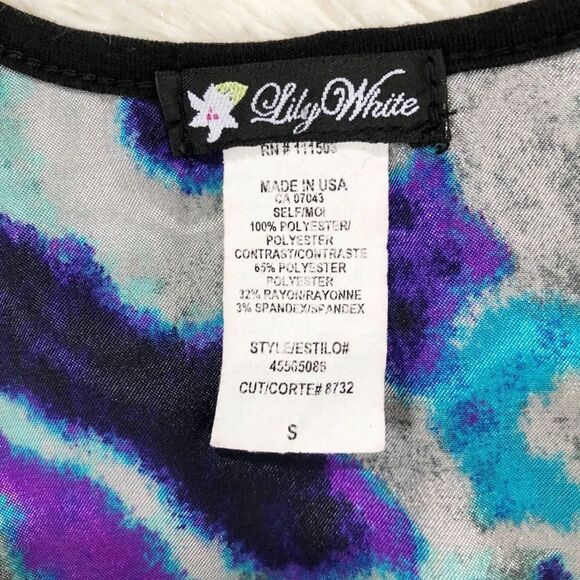 Lily White
RN # 111503
MADE IN USA
CA 07043
SELF/MOI
100% POLYESTER/
POLYESTER
CONTRAST/CONTRASTE
65% POLYESTER
POLYESTER
32% RAYON/RAYONNE
3% SPANDEX/SPANDEX
STYLE/ESTILO#
45565086
CUT/CORTE# 8732
S